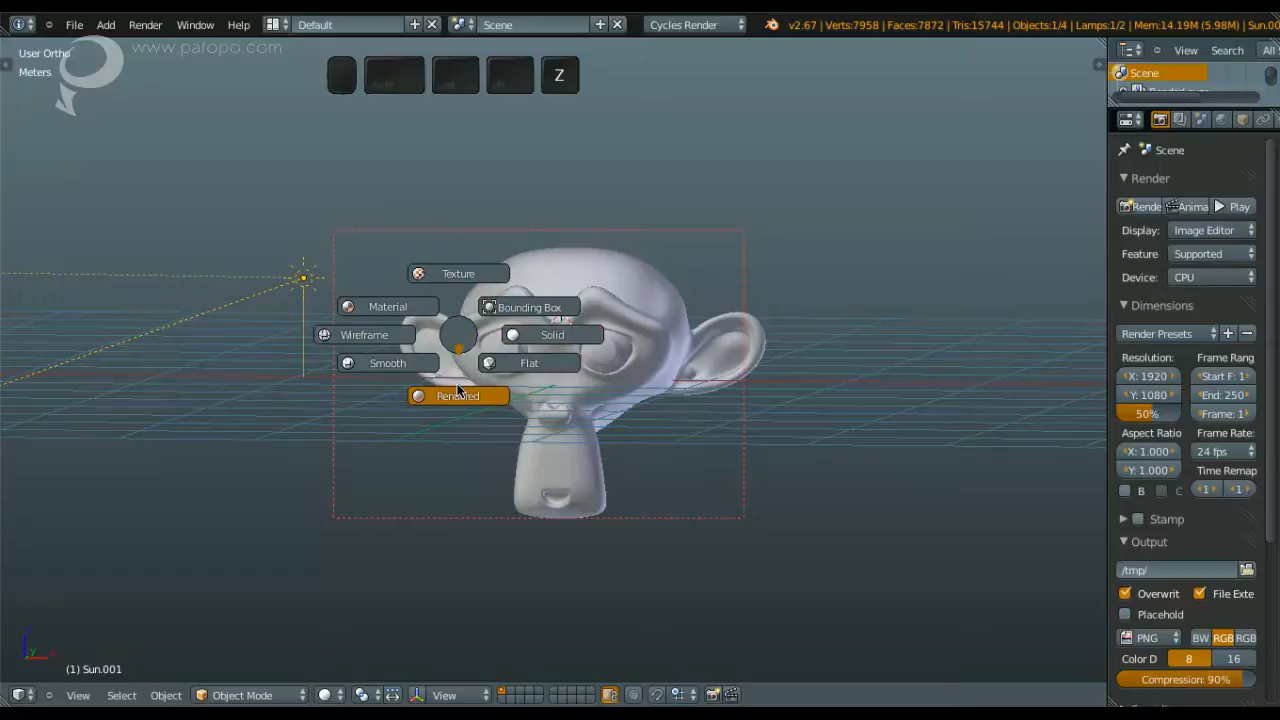 File Add Render Window Help Default Scene Cycles Render v2.67 | Verts:7958 | Faces:7872 | Tris:15744 | Objects:1/4 | Lamps:1/2 | Mem:14.19M (5.98M) | Sun.00
www.pafopo.com
User Ortho
Meters
Z
View Search All
Scene
Scene
Render
Rende Anima Play
Display: Image Editor
Feature Supported
Device: CPU
Dimensions
Render Presets
Resolution: Frame Rang
X: 1920 Start F: 1
Y: 1080 End: 250
50% Frame: 1
Aspect Ratio Frame Rate:
X: 1.000 24 fps
Y: 1.000 Time Remap
B C 1 1
Stamp
Output
/tmp/
Overwrit File Exte
Placehold
PNG BW RGB RGB
Color D 8 16
Compression: 90%
Texture
Material Bounding Box
Wireframe Solid
Smooth Flat
Rendered
(1) Sun.001
View Select Object Object Mode View